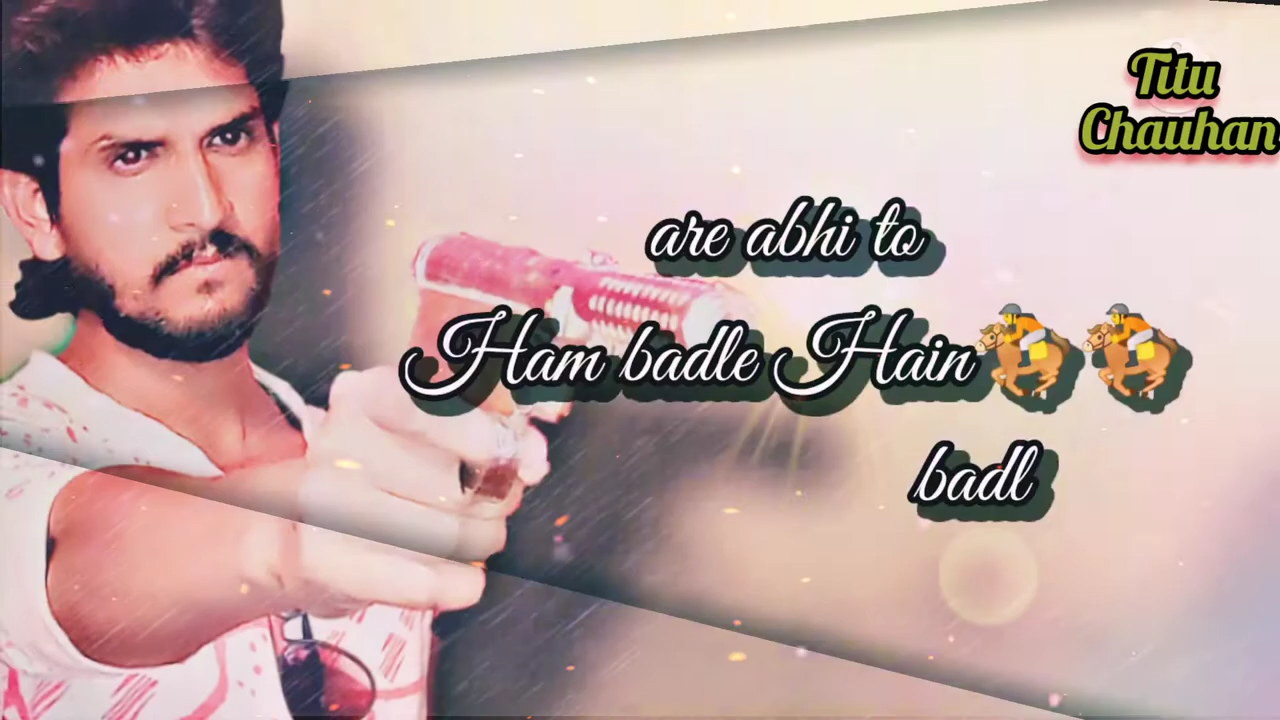 Titu
Chauhan
are abhi to
Ham badle Hain🏇🏇
badl